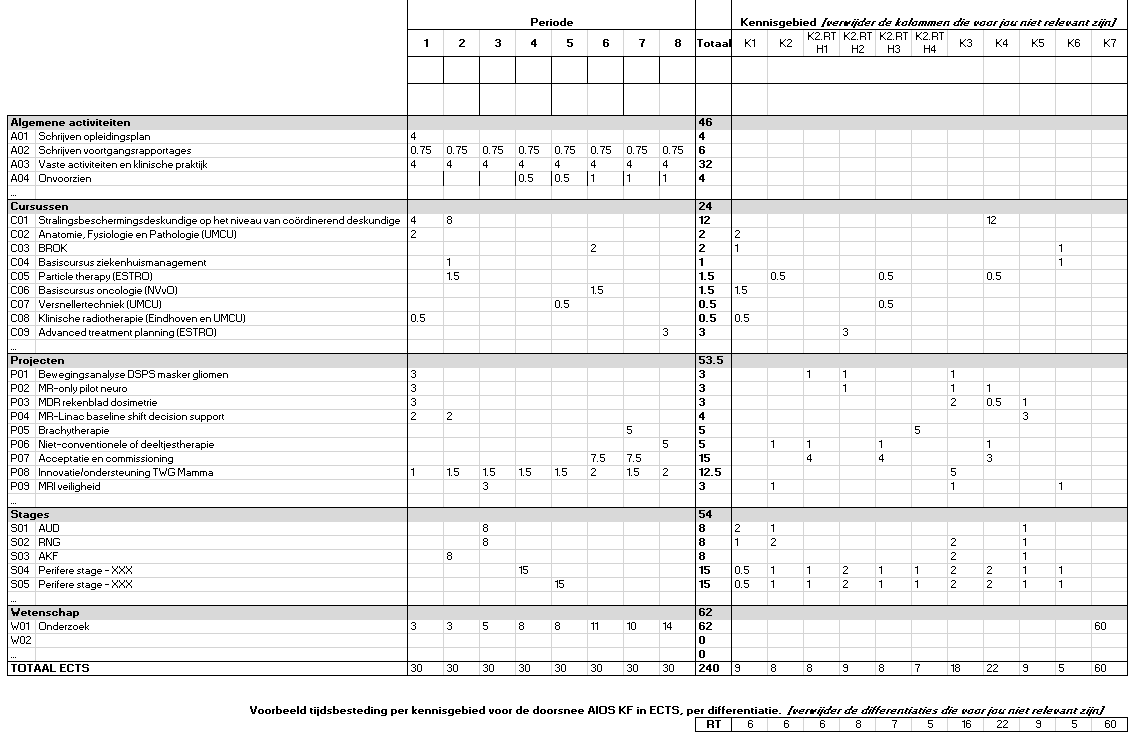 Periode Kennisgebied [verwijder de kolommen die voor jou niet relevant zijn]
1 2 3 4 5 6 7 8 Totaal K1 K2 K2.RT H1 K2.RT H2 K2.RT H3 K2.RT H4 K3 K4 K5 K6 K7
Algemene activiteiten 46
A01 Schrijven opleidingsplan 4 4
A02 Schrijven voortgangsrapportages 0.75 0.75 0.75 0.75 0.75 0.75 0.75 0.75 6
A03 Vaste activiteiten en klinische praktijk 4 4 4 4 4 4 4 4 32
A04 Onvoorzien 0.5 0.5 1 1 1 4
...
Cursussen 24
C01 Stralingsbeschermingsdeskundige op het niveau van coördinerend deskundige 4 8 12 12
C02 Anatomie, Fysiologie en Pathologie (UMCU) 2 2 2
C03 BROK 2 2 1 1
C04 Basiscursus ziekenhuismanagement 1 1 1
C05 Particle therapy (ESTRO) 1.5 1.5 0.5 0.5 0.5
C06 Basiscursus oncologie (NVvO) 1.5 1.5 1.5
C07 Versnellertechniek (UMCU) 0.5 0.5 0.5
C08 Klinische radiotherapie (Eindhoven en UMCU) 0.5 0.5 0.5
C09 Advanced treatment planning (ESTRO) 3 3 3
...
Projecten 53.5
P01 Bewegingsanalyse DSPS masker gliomen 3 3 1 1 1
P02 MR-only pilot neuro 3 3 1 1 1
P03 MDR rekenblad dosimetrie 3 3 2 0.5 1
P04 MR-Linac baseline shift decision support 2 2 4 3
P05 Brachytherapie 5 5 5
P06 Niet-conventionele of deeltjestherapie 5 5 1 1 1 1
P07 Acceptatie en commissioning 7.5 7.5 15 4 4 3
P08 Innovatie/ondersteuning TWG Mamma 1 1.5 1.5 1.5 1.5 2 1.5 2 12.5 5
P09 MRI veiligheid 3 3 1 1 1
...
Stages 54
S01 AUD 8 8 2 1 1
S02 RNG 8 8 1 2 2 1
S03 AKF 8 8 2 1
S04 Perifere stage - XXX 15 15 0.5 1 1 2 1 1 2 2 1 1
S05 Perifere stage - XXX 15 15 0.5 1 1 2 1 1 2 2 1 1
...
Wetenschap 62
W01 Onderzoek 3 3 5 8 8 11 10 14 62 60
W02 0
... 0
TOTAAL ECTS 30 30 30 30 30 30 30 30 240 9 8 8 9 8 7 18 22 9 5 60
Voorbeeld tijdsbesteding per kennisgebied voor de doorsnee AIOS KF in ECTS, per differentiatie. [verwijder de differentiaties die voor jou niet relevant zijn]
RT 6 6 6 8 7 5 16 22 9 5 60